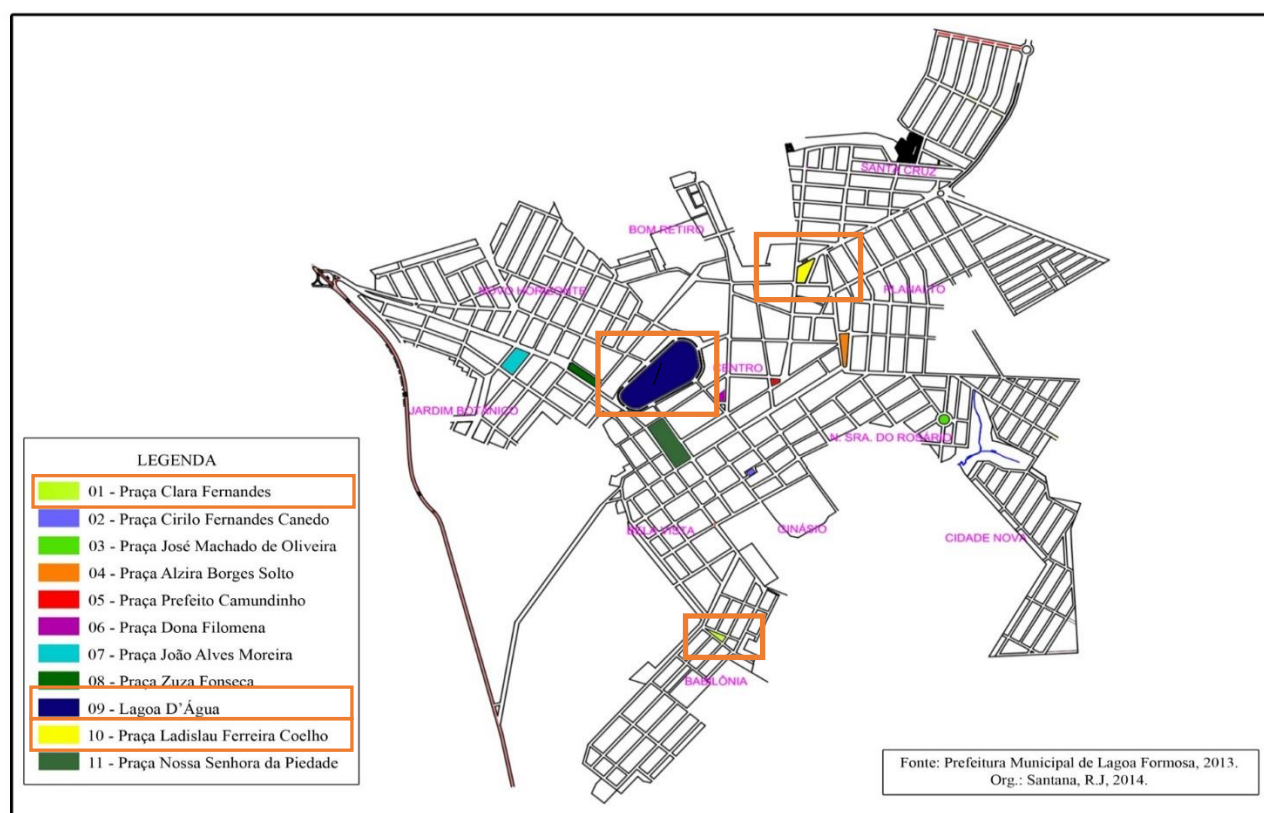 SANTA CRUZ
BOM RETIRO
NOVO HORIZONTE
PLANALTO
CENTRO
JARDIM BOTÂNICO
N. SRA. DO ROSÁRIO
BELA VISTA
GINÁSIO
CIDADE NOVA
BABILÔNIA
LEGENDA
01 - Praça Clara Fernandes
02 - Praça Cirilo Fernandes Canedo
03 - Praça José Machado de Oliveira
04 - Praça Alzira Borges Solto
05 - Praça Prefeito Camundinho
06 - Praça Dona Filomena
07 - Praça João Alves Moreira
08 - Praça Zuza Fonseca
09 - Lagoa D’Água
10 - Praça Ladislau Ferreira Coelho
11 - Praça Nossa Senhora da Piedade
Fonte: Prefeitura Municipal de Lagoa Formosa, 2013.
Org.: Santana, R.J, 2014.